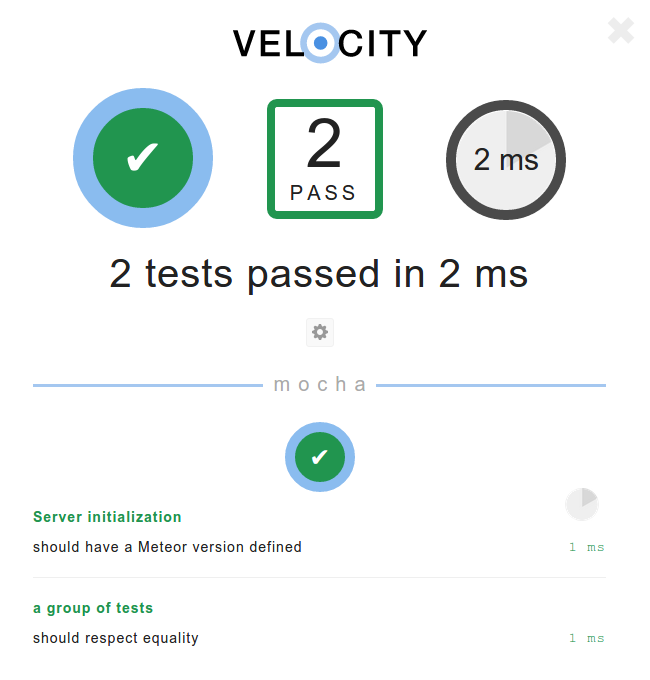 VELOCITY
2
PASS
2 ms
2 tests passed in 2 ms
mocha
Server initialization
should have a Meteor version defined 1 ms
a group of tests
should respect equality 1 ms